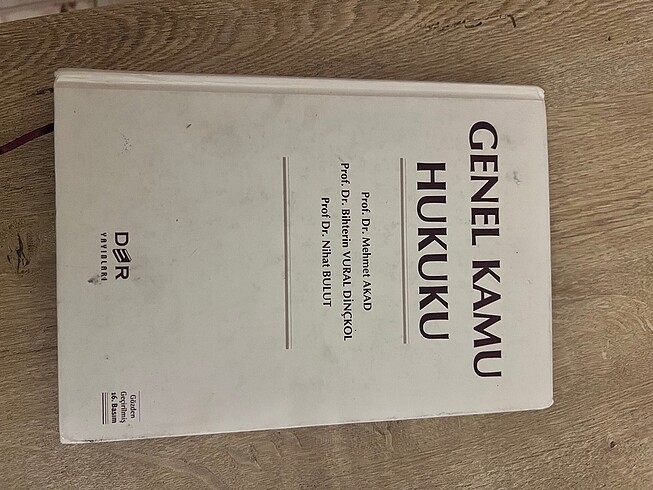 GENEL KAMU
HUKUKU
Prof. Dr. Mehmet AKAD
Prof. Dr. Bihterin VURAL DİNÇKOL
Prof Dr. Nihat BULUT
DER
YAYINLARI
Gözden
Geçirilmiş
16. Basım